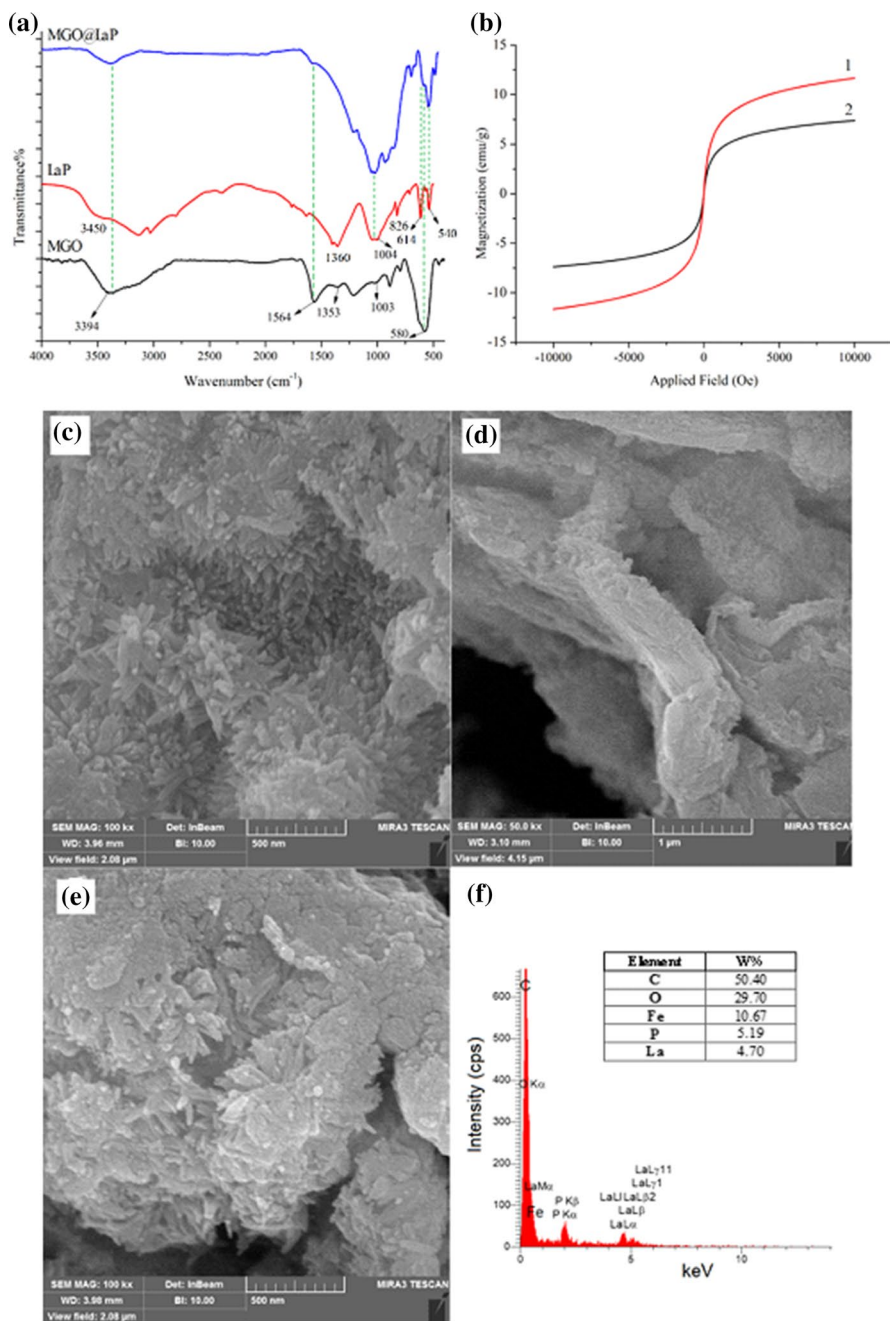 (a)
MGO@LaP
LaP
MGO
3450
3394
1360
1564
1353
1004
1003
826
614
540
580
Transmittance%
4000 3500 3000 2500 2000 1500 1000 500
Wavenumber (cm-1)
(b)
15
10
5
0
-5
-10
-15
1
2
Magnetization (emu/g)
-10000 -5000 0 5000 10000
Applied Field (Oe)
(c)
SEM MAG: 100 kx Det: InBeam MIRA3 TESCAN
WD: 3.96 mm BI: 10.00 500 nm
View field: 2.08 µm
(d)
SEM MAG: 50.0 kx Det: InBeam MIRA3 TESCAN
WD: 3.10 mm BI: 10.00 1 µm
View field: 4.15 µm
(e)
SEM MAG: 100 kx Det: InBeam MIRA3 TESCAN
WD: 3.98 mm BI: 10.00 500 nm
View field: 2.08 µm
(f)
Element W%
C 50.40
O 29.70
Fe 10.67
P 5.19
La 4.70
600
500
400
300
200
100
0
Intensity (cps)
C
O Kα
LaMα
Fe
P Kβ
P Kα
LaLγ11
LaLγ1
LaLl LaLβ2
LaLβ
LaLα
0 5 10
keV